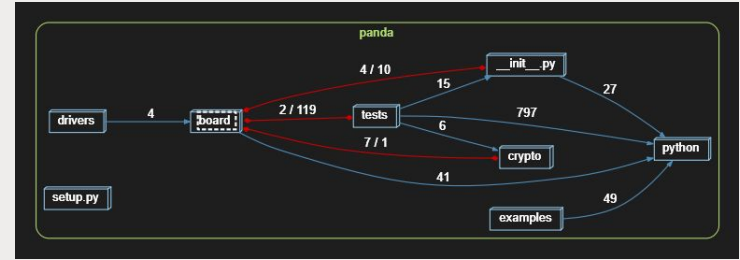 panda
4 / 10
__init__.py
15
27
2 / 119
797
drivers
4
board
tests
6
python
7 / 1
crypto
41
setup.py
49
examples